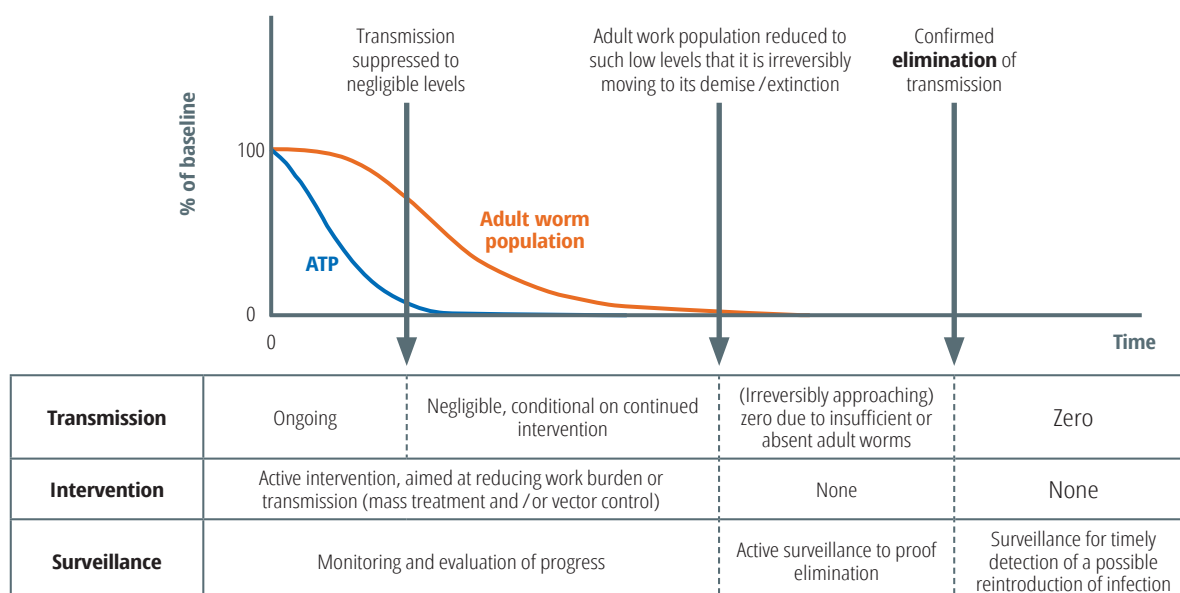 Transmission
suppressed to
negligible levels
Adult work population reduced to
such low levels that it is irreversibly
moving to its demise / extinction
Confirmed
elimination of
transmission
% of baseline
100
0
0
Time
Adult worm
population
ATP
Transmission
Ongoing
Negligible, conditional on continued
intervention
(Irreversibly approaching)
zero due to insufficient or
absent adult worms
Zero
Intervention
Active intervention, aimed at reducing work burden or
transmission (mass treatment and / or vector control)
None
None
Surveillance
Monitoring and evaluation of progress
Active surveillance to proof
elimination
Surveillance for timely
detection of a possible
reintroduction of infection